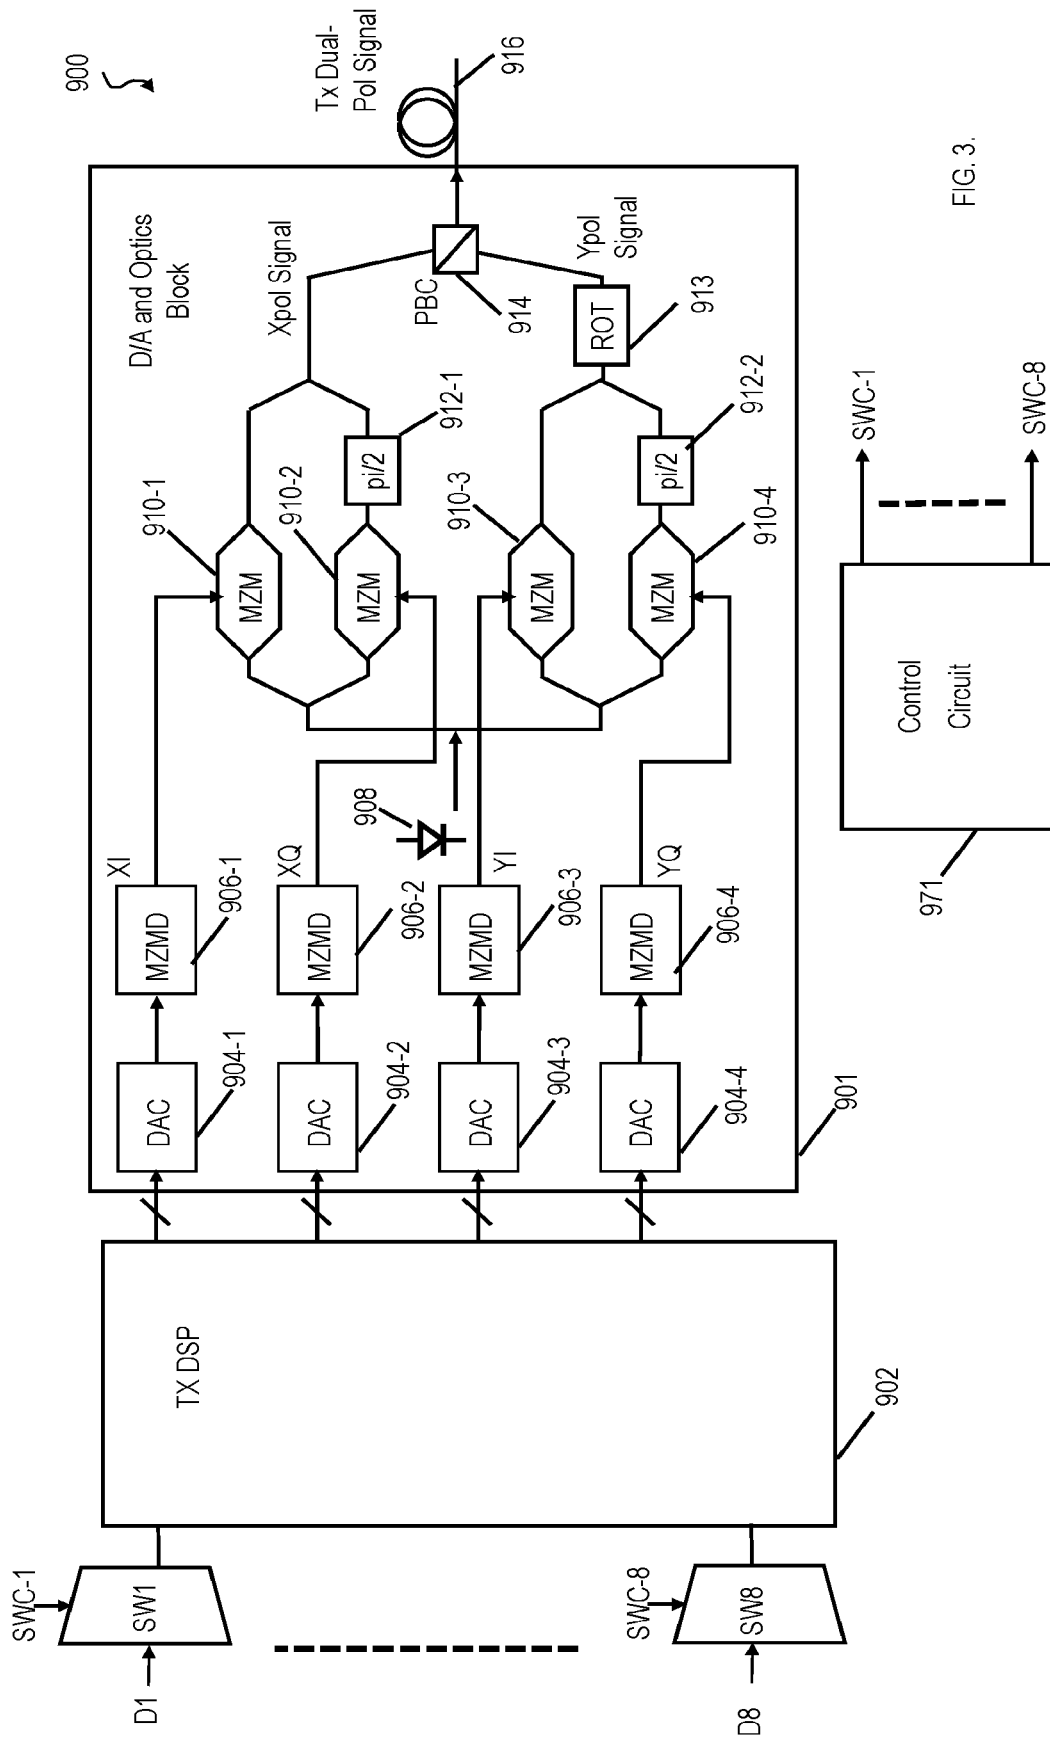 900
Tx Dual-
Pol Signal
916
D/A and Optics
Block
Xpol Signal
PBC
914
Ypol
Signal
ROT
913
910-1
MZM
910-2
MZM
pi/2
912-1
910-3
MZM
910-4
MZM
pi/2
912-2
908
XI
MZMD
906-1
XQ
MZMD
906-2
YI
MZMD
906-3
YQ
MZMD
906-4
DAC
904-1
DAC
904-2
DAC
904-3
DAC
904-4
901
TX DSP
902
SWC-1
SW1
D1
SWC-8
SW8
D8
Control
Circuit
971
SWC-1
SWC-8
FIG. 3.